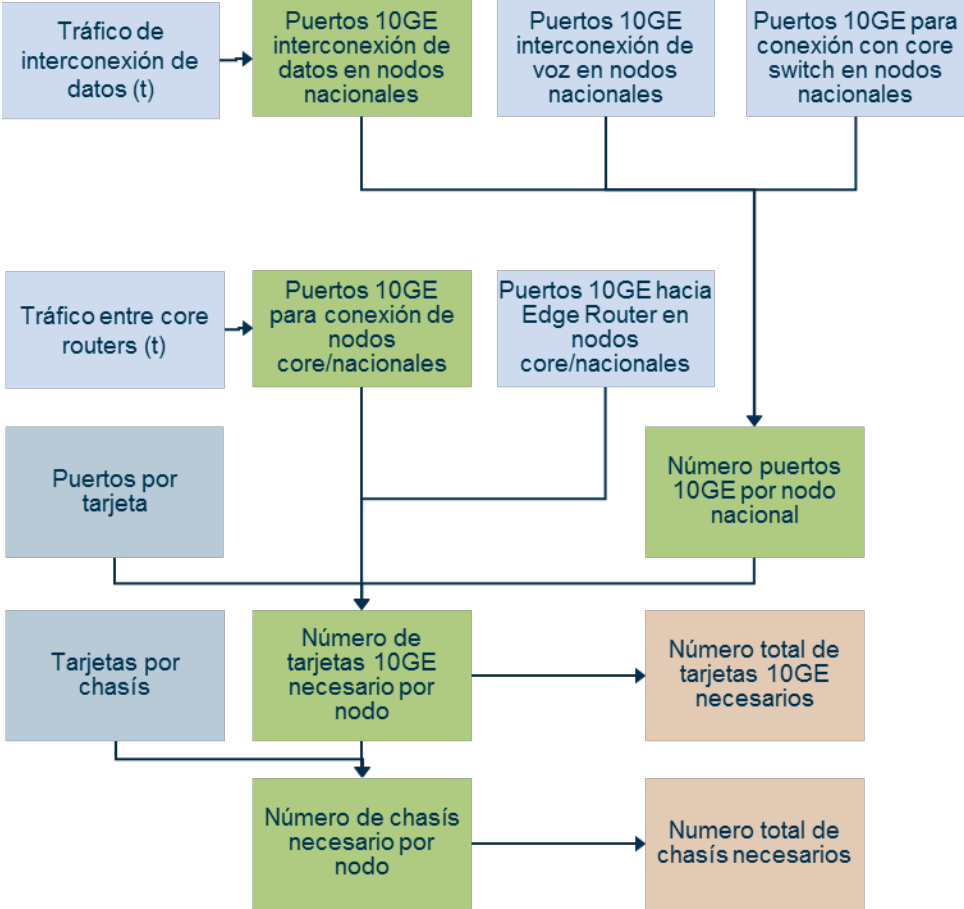 Tráfico de
interconexión de
datos (t)
Puertos 10GE
interconexión de
datos en nodos
nacionales
Puertos 10GE
interconexión de
voz en nodos
nacionales
Puertos 10GE para
conexión con core
switch en nodos
nacionales
Tráfico entre core
routers (t)
Puertos 10GE
para conexión de
nodos
core/nacionales
Puertos 10GE hacia
Edge Router en
nodos
core/nacionales
Puertos por
tarjeta
Número puertos
10GE por nodo
nacional
Tarjetas por
chasís
Número de
tarjetas 10GE
necesario por
nodo
Número total de
tarjetas 10GE
necesarios
Número de chasís
necesario por
nodo
Numero total de
chasís necesarios